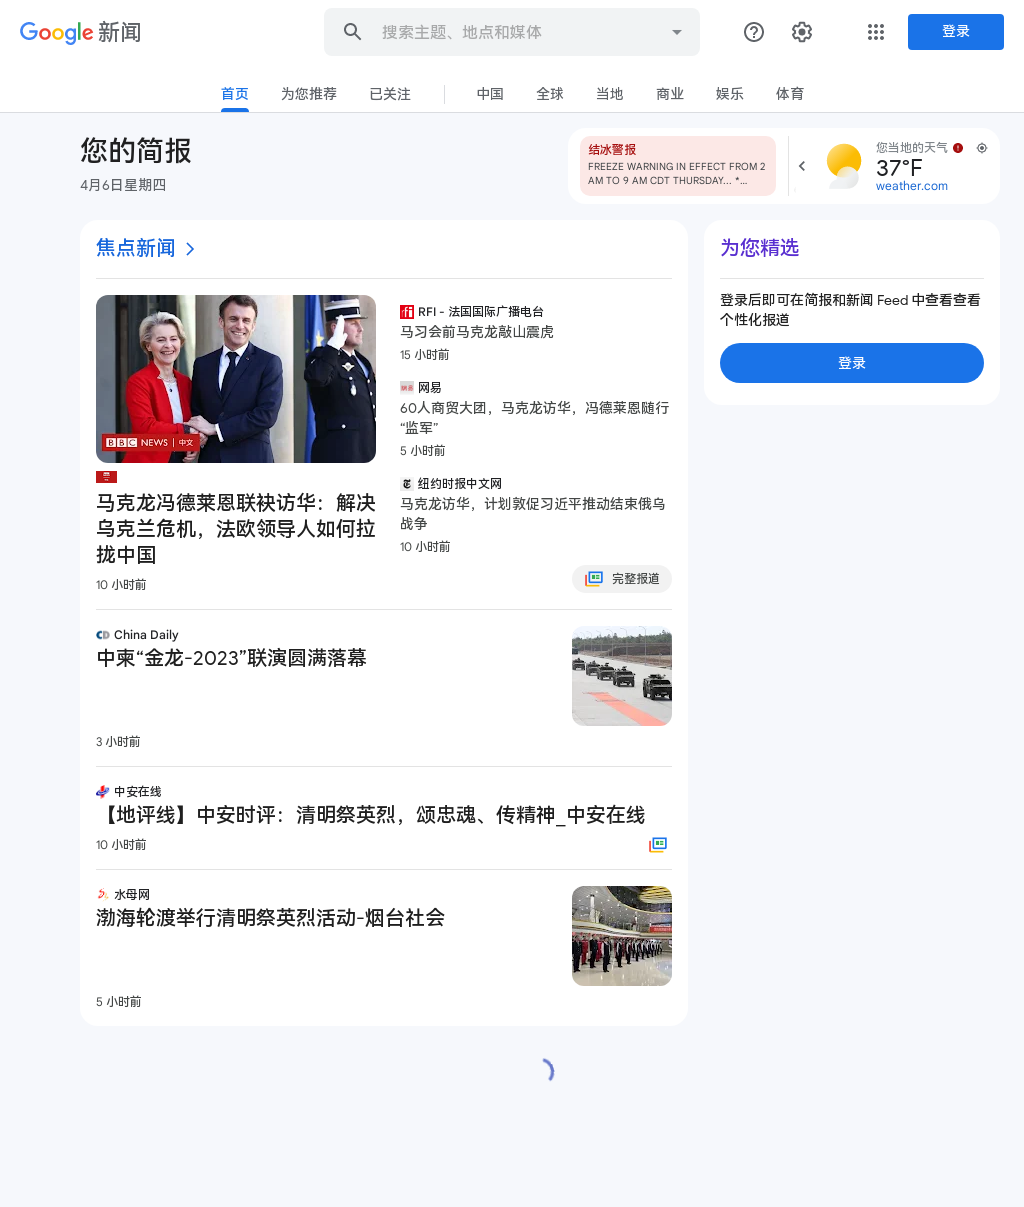 Google 新闻
搜索主题、地点和媒体
登录
首页
为您推荐
已关注
中国
全球
当地
商业
娱乐
体育
您的简报
4月6日星期四
结冰警报
FREEZE WARNING IN EFFECT FROM 2
AM TO 9 AM CDT THURSDAY... *...
您当地的天气
37°F
weather.com
焦点新闻
BBC NEWS 中文
马克龙冯德莱恩联袂访华：解决
乌克兰危机，法欧领导人如何拉
拢中国
10 小时前
RFI - 法国国际广播电台
马习会前马克龙敲山震虎
15 小时前
网易
60人商贸大团，马克龙访华，冯德莱恩随行
“监军”
5 小时前
纽约时报中文网
马克龙访华，计划敦促习近平推动结束俄乌
战争
10 小时前
完整报道
China Daily
中柬“金龙-2023”联演圆满落幕
3 小时前
中安在线
【地评线】中安时评：清明祭英烈，颂忠魂、传精神_中安在线
10 小时前
水母网
渤海轮渡举行清明祭英烈活动-烟台社会
5 小时前
为您精选
登录后即可在简报和新闻 Feed 中查看查看
个性化报道
登录